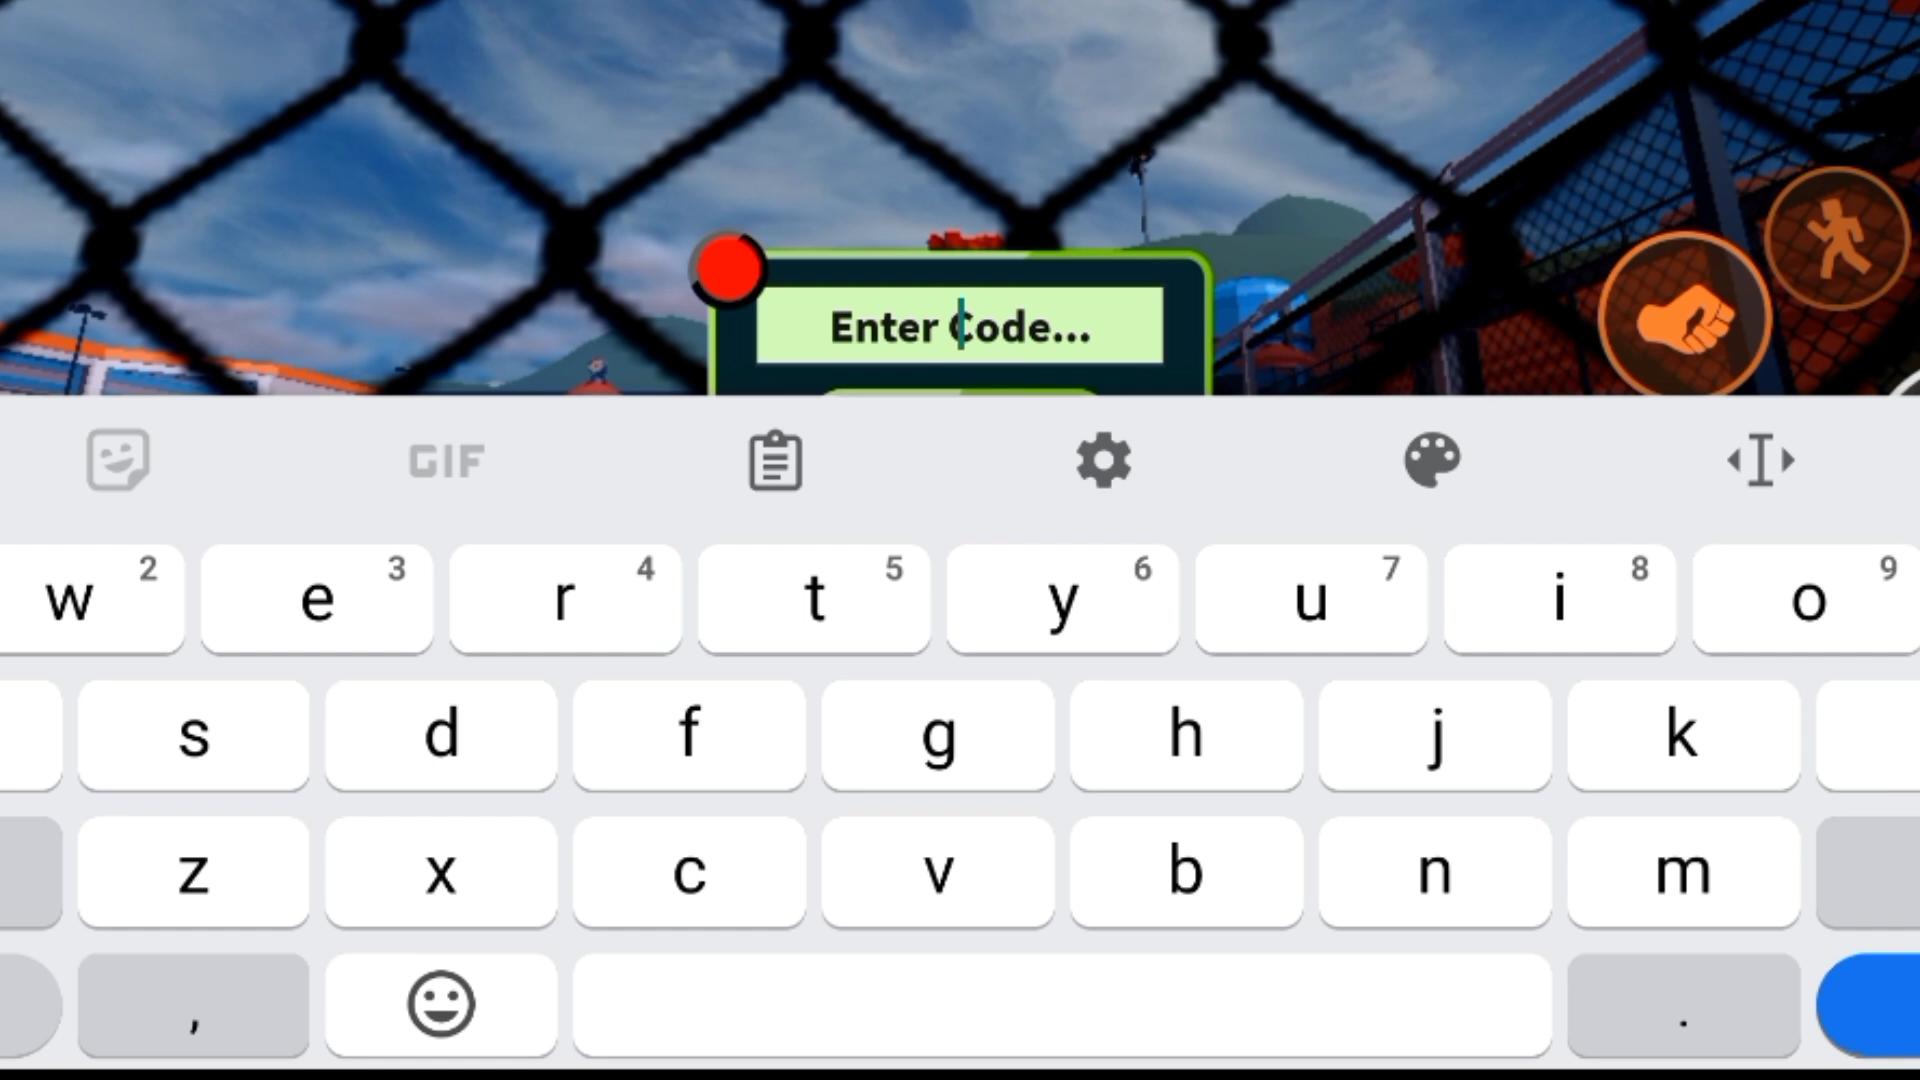 Enter Code...
GIF
w 2 e 3 r 4 t 5 y 6 u 7 i 8 o 9
s d f g h j k
z x c v b n m
, .